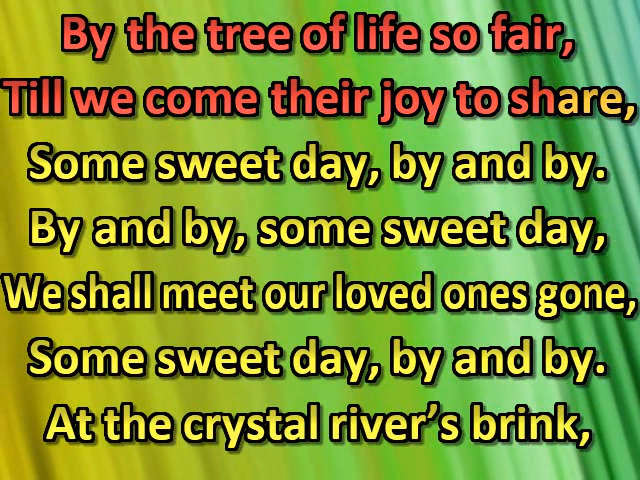 By the tree of life so fair,
Till we come their joy to share,
Some sweet day, by and by.
By and by, some sweet day,
We shall meet our loved ones gone,
Some sweet day, by and by.
At the crystal river’s brink,